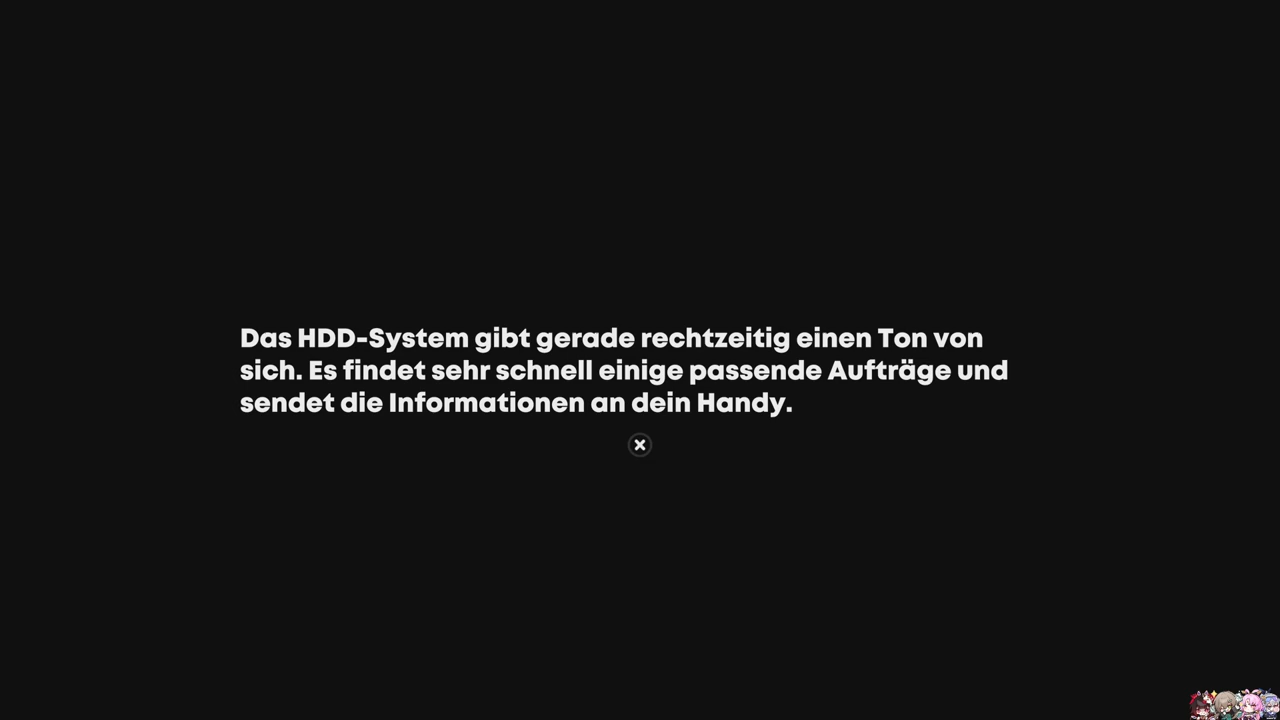 Das HDD-System gibt gerade rechtzeitig einen Ton von
sich. Es findet sehr schnell einige passende Aufträge und
sendet die Informationen an dein Handy.